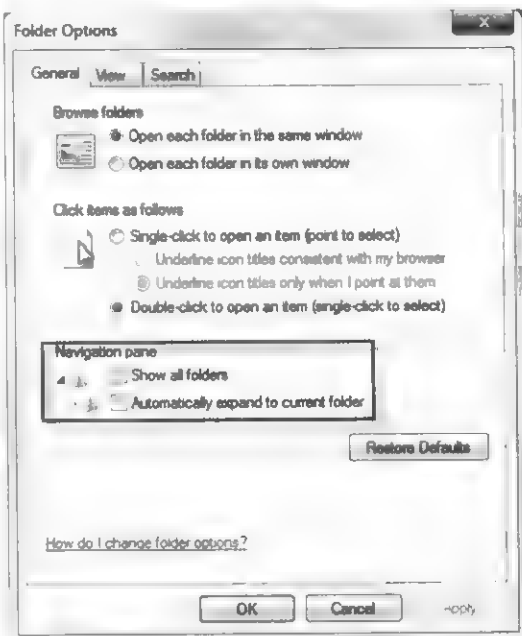 Folder Options
x
General View Search
Browse folders
Open each folder in the same window
Open each folder in its own window
Click items as follows
Single-click to open an item (point to select)
Underline icon titles consistent with my browser
Underline icon titles only when I point at them
Double-click to open an item (single-click to select)
Navigation pane
Show all folders
Automatically expand to current folder
Restore Defaults
How do I change folder options?
OK Cancel Apply